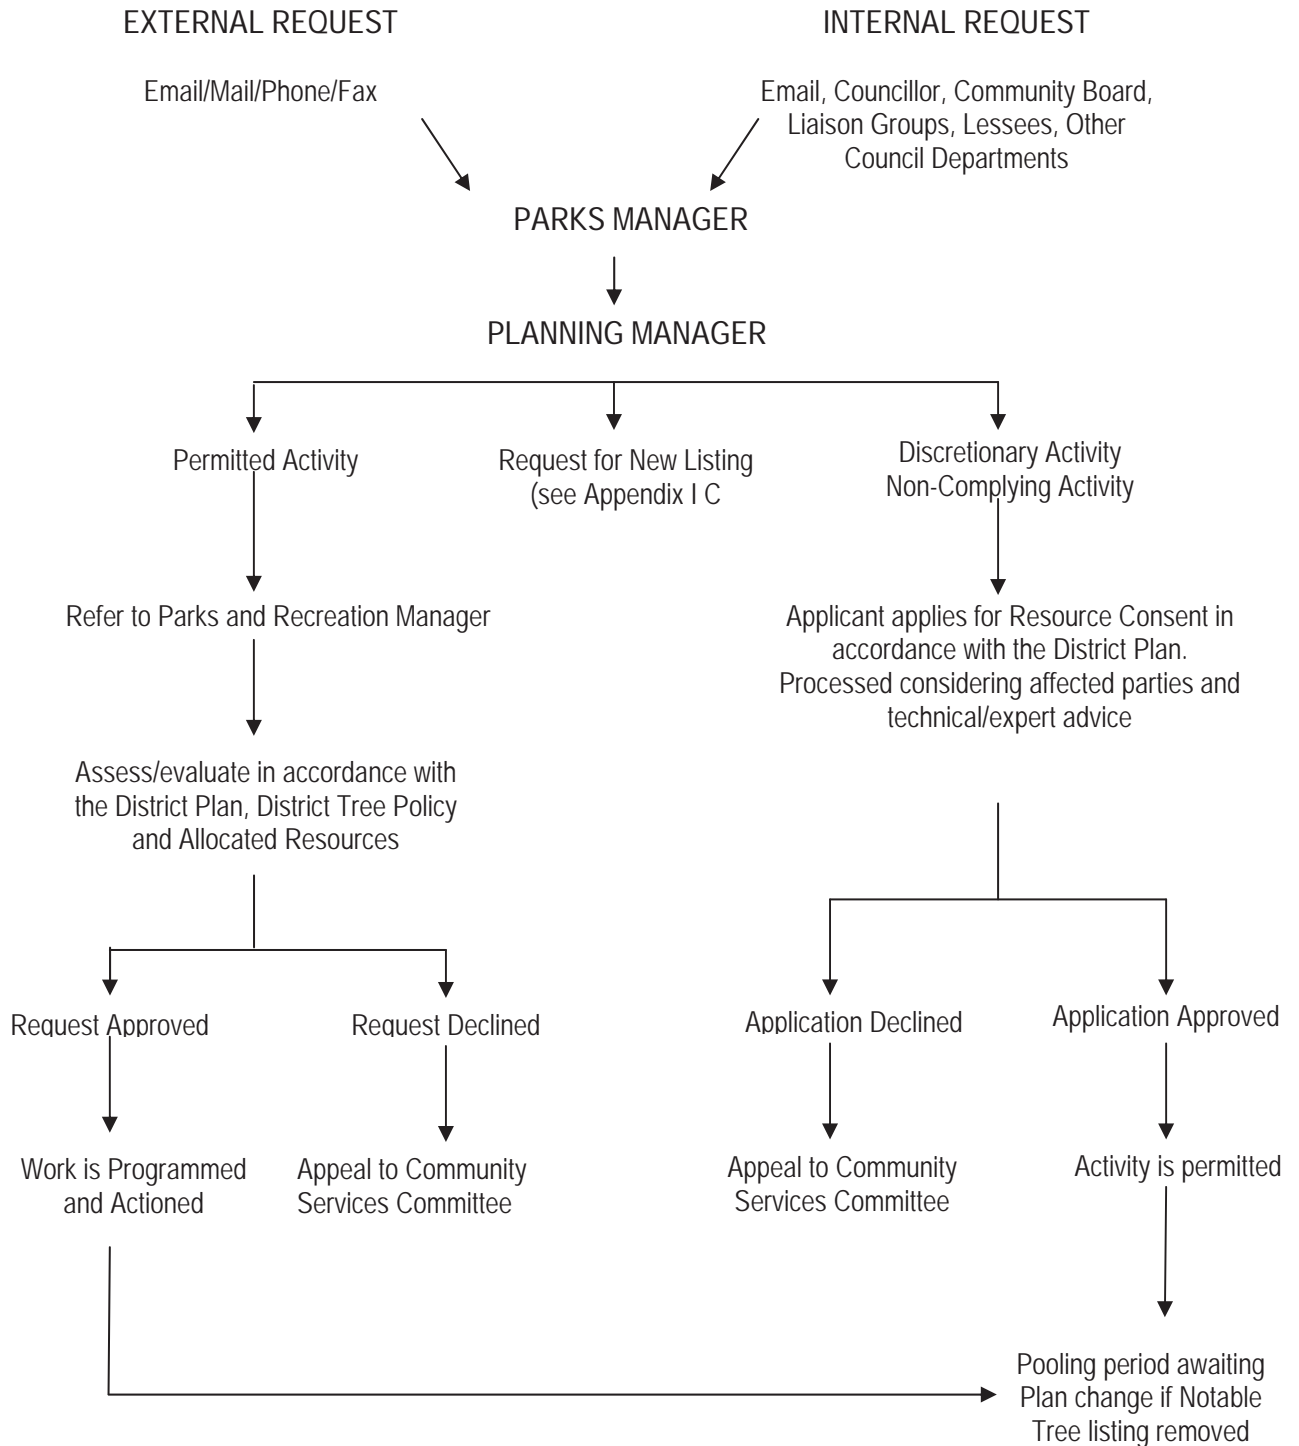 EXTERNAL REQUEST
INTERNAL REQUEST
Email/Mail/Phone/Fax
Email, Councillor, Community Board,
Liaison Groups, Lessees, Other
Council Departments
PARKS MANAGER
PLANNING MANAGER
Permitted Activity
Request for New Listing
(see Appendix I C
Discretionary Activity
Non-Complying Activity
Refer to Parks and Recreation Manager
Applicant applies for Resource Consent in
accordance with the District Plan.
Processed considering affected parties and
technical/expert advice
Assess/evaluate in accordance with
the District Plan, District Tree Policy
and Allocated Resources
Request Approved
Request Declined
Application Declined
Application Approved
Work is Programmed
and Actioned
Appeal to Community
Services Committee
Appeal to Community
Services Committee
Activity is permitted
Pooling period awaiting
Plan change if Notable
Tree listing removed